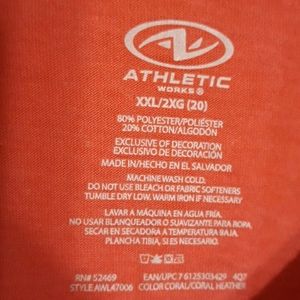 ATHLETIC
WORKS®
XXL/2XG (20)
80% POLYESTER/POLIÉSTER
20% COTTON/ALGODÓN
EXCLUSIVE OF DECORATION
EXCLUSIVO DE DECORACIÓN
MADE IN/HECHO EN EL SALVADOR
MACHINE WASH COLD.
DO NOT USE BLEACH OR FABRIC SOFTENERS
TUMBLE DRY LOW. WARM IRON IF NECESSARY
LAVAR A MÁQUINA EN AGUA FRÍA.
NO USAR BLANQUEADOR O SUAVIZANTE PARA ROPA.
SECAR EN SECADORA A TEMPERATURA BAJA.
PLANCHA TIBIA, SI ES NECESARIO.
RN# 52469 EAN/UPC 7 6125303429 4Q7
STYLE AWL47006 COLOR CORAL/CORAL HEATHER